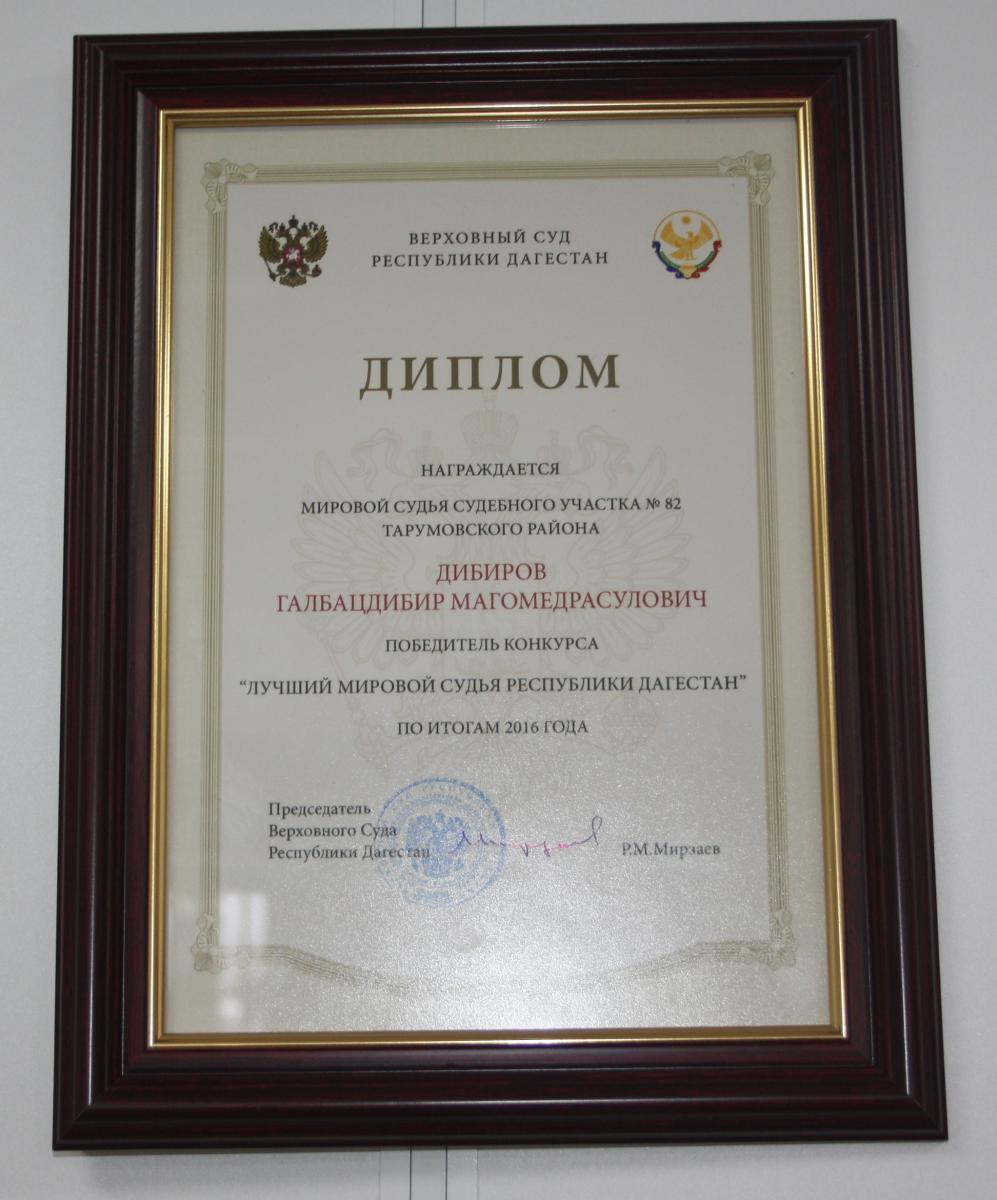 ВЕРХОВНЫЙ СУД
РЕСПУБЛИКИ ДАГЕСТАН
ДИПЛОМ
НАГРАЖДАЕТСЯ
МИРОВОЙ СУДЬЯ СУДЕБНОГО УЧАСТКА № 82
ТАРУМОВСКОГО РАЙОНА
ДИБИРОВ
ГАЛБАЦДИБИР МАГОМЕДРАСУЛОВИЧ
ПОБЕДИТЕЛЬ КОНКУРСА
“ЛУЧШИЙ МИРОВОЙ СУДЬЯ РЕСПУБЛИКИ ДАГЕСТАН”
ПО ИТОГАМ 2016 ГОДА
Председатель
Верховного Суда
Республики Дагестан
Р.М.Мирзаев